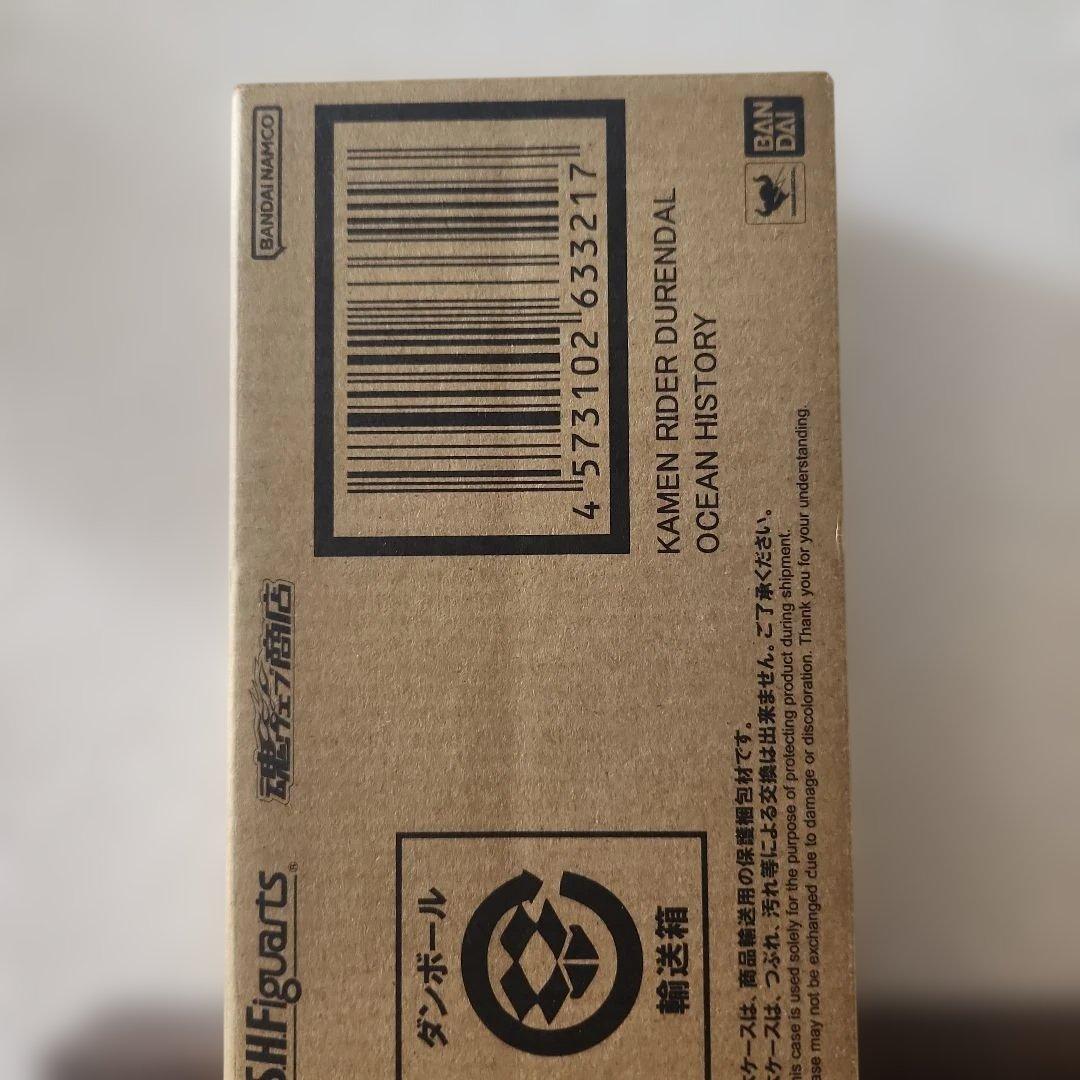 S.H.Figuarts®
魂ウェブ商店
BANDAI NAMCO
4 573102 633217
KAMEN RIDER DURENDAL
OCEAN HISTORY
BAN
DAI
ダンボール
輸送箱
ケースは、商品輸送用の保護梱包材です。
ケースは、つぶれ、汚れ等による交換は出来ません。ご了承ください。
his case is used solely for the purpose of protecting product during shipment.
ase may not be exchanged due to damage or discoloration. Thank you for your understanding.